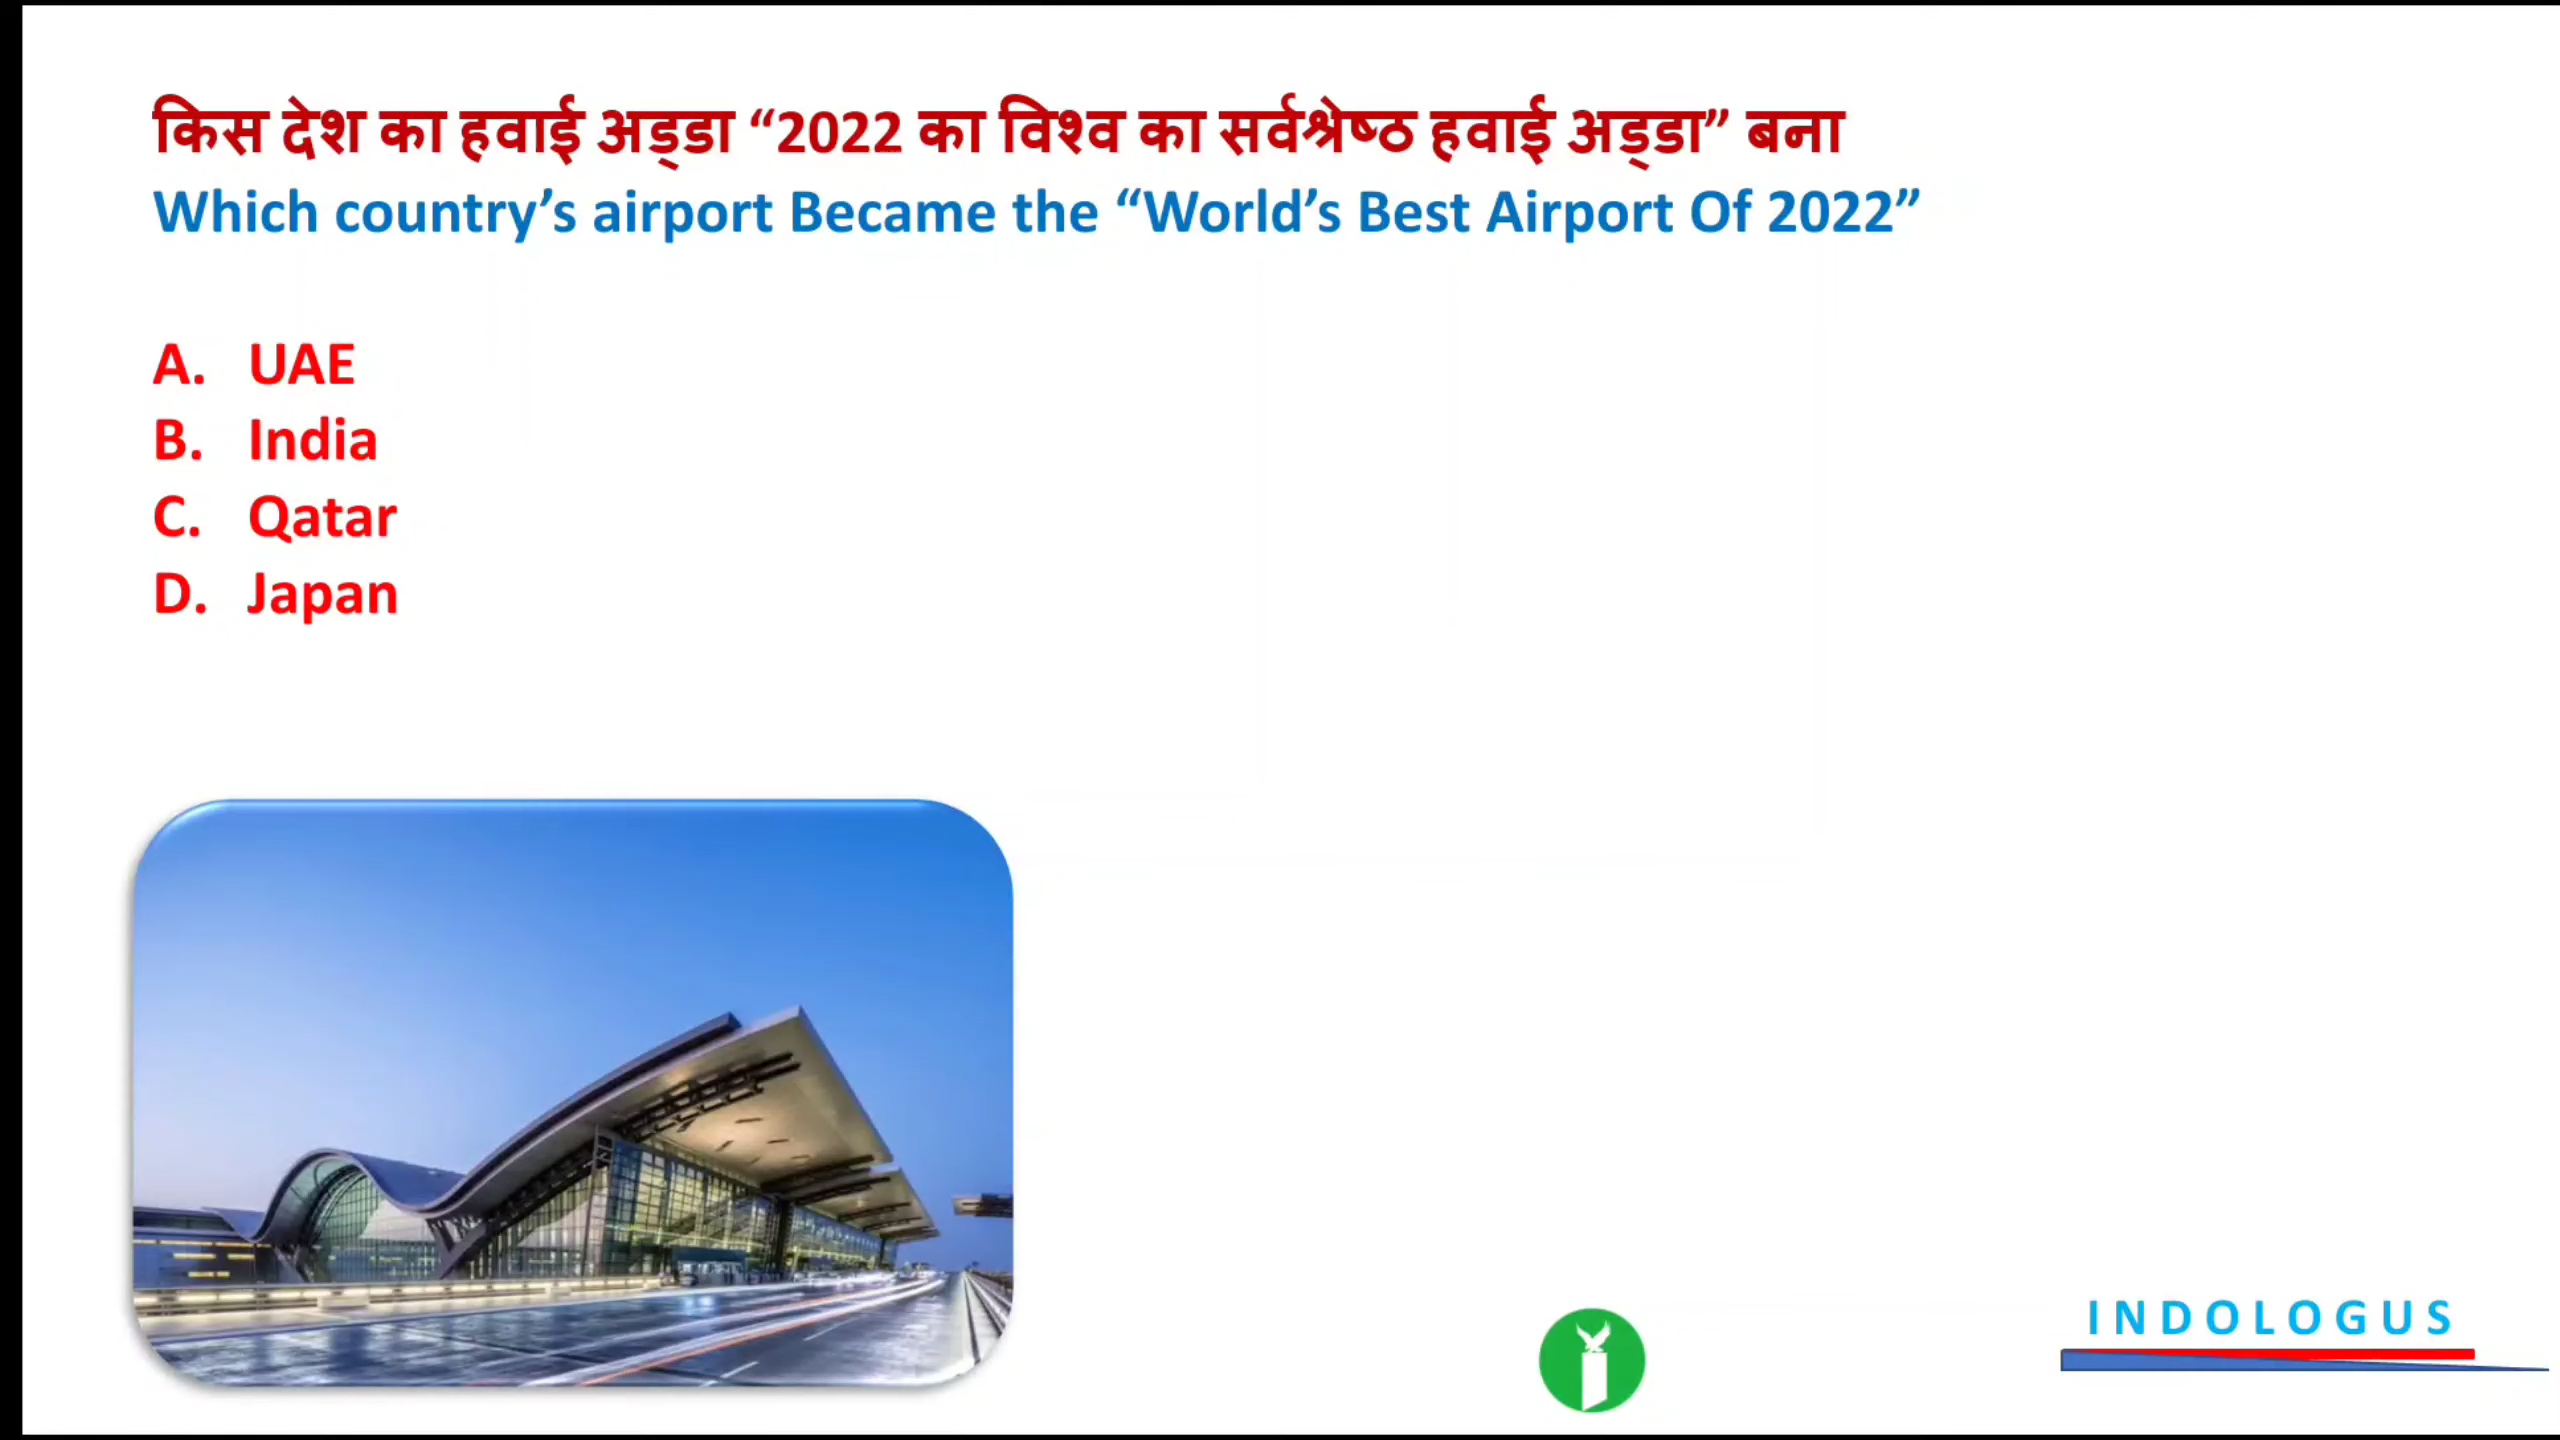 किस देश का हवाई अड्डा “2022 का विश्व का सर्वश्रेष्ठ हवाई अड्डा” बना
Which country’s airport Became the “World’s Best Airport Of 2022”
A. UAE
B. India
C. Qatar
D. Japan
INDOLOGUS